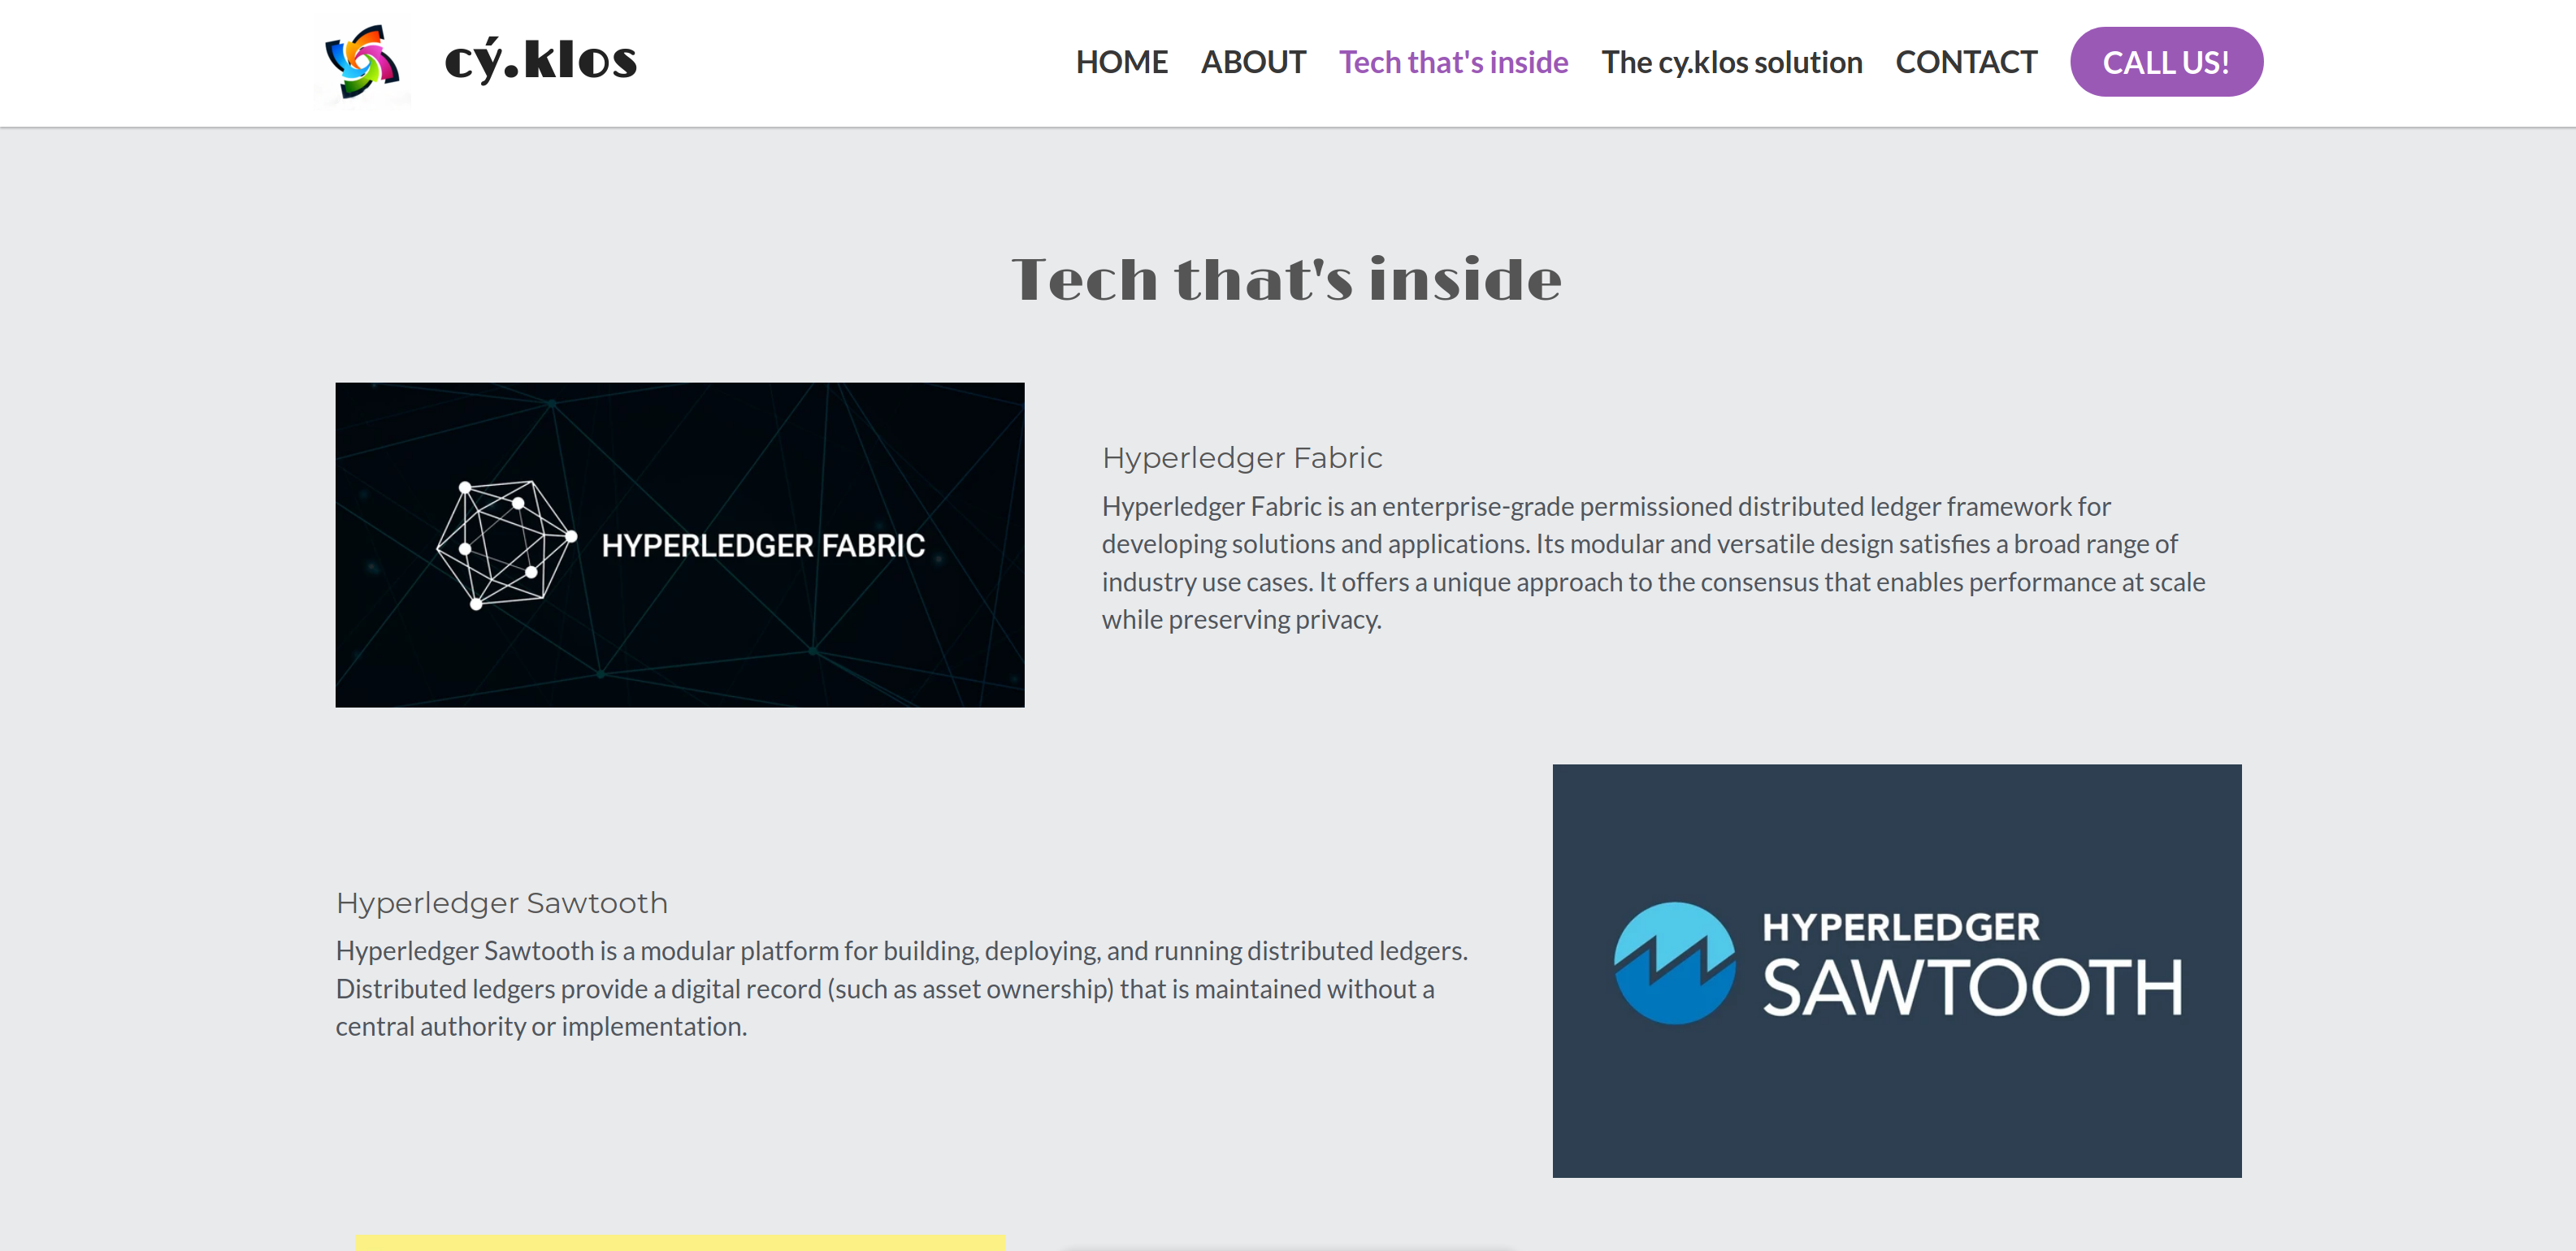 cý.klos
HOME ABOUT Tech that's inside The cy.klos solution CONTACT CALL US!
Tech that's inside
HYPERLEDGER FABRIC
Hyperledger Fabric
Hyperledger Fabric is an enterprise-grade permissioned distributed ledger framework for
developing solutions and applications. Its modular and versatile design satisfies a broad range of
industry use cases. It offers a unique approach to the consensus that enables performance at scale
while preserving privacy.
Hyperledger Sawtooth
Hyperledger Sawtooth is a modular platform for building, deploying, and running distributed ledgers.
Distributed ledgers provide a digital record (such as asset ownership) that is maintained without a
central authority or implementation.
HYPERLEDGER
SAWTOOTH